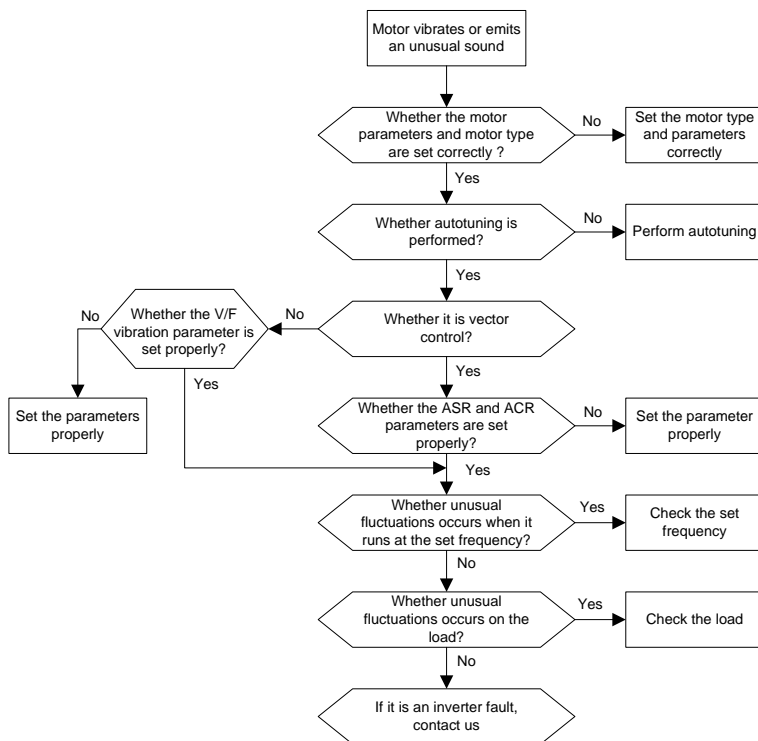 Motor vibrates or emits
an unusual sound
Whether the motor
parameters and motor type
are set correctly ?
No
Set the motor type
and parameters
correctly
Yes
Whether autotuning is
performed?
No
Perform autotuning
Yes
Whether it is vector
control?
No
Whether the V/F
vibration parameter is
set properly?
No
Set the parameters
properly
Yes
Yes
Whether the ASR and ACR
parameters are set
properly?
No
Set the parameter
properly
Yes
Whether unusual
fluctuations occurs when it
runs at the set frequency?
Yes
Check the set
frequency
No
Whether unusual
fluctuations occurs on the
load?
Yes
Check the load
No
If it is an inverter fault,
contact us